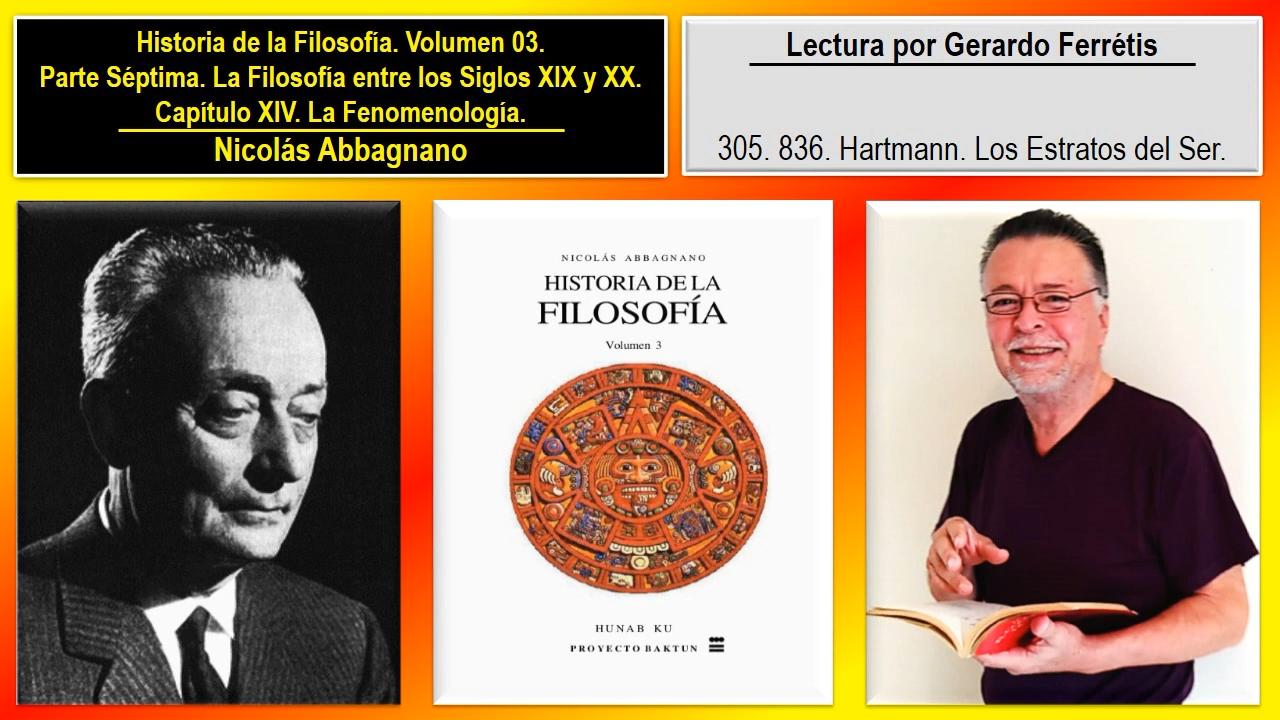 Historia de la Filosofía. Volumen 03.
Parte Séptima. La Filosofía entre los Siglos XIX y XX.
Capítulo XIV. La Fenomenología.
Nicolás Abbagnano
Lectura por Gerardo Ferrétis
305. 836. Hartmann. Los Estratos del Ser.
NICOLÁS ABBAGNANO
HISTORIA DE LA
FILOSOFÍA
Volumen 3
HUNAB KU
PROYECTO BAKTUN